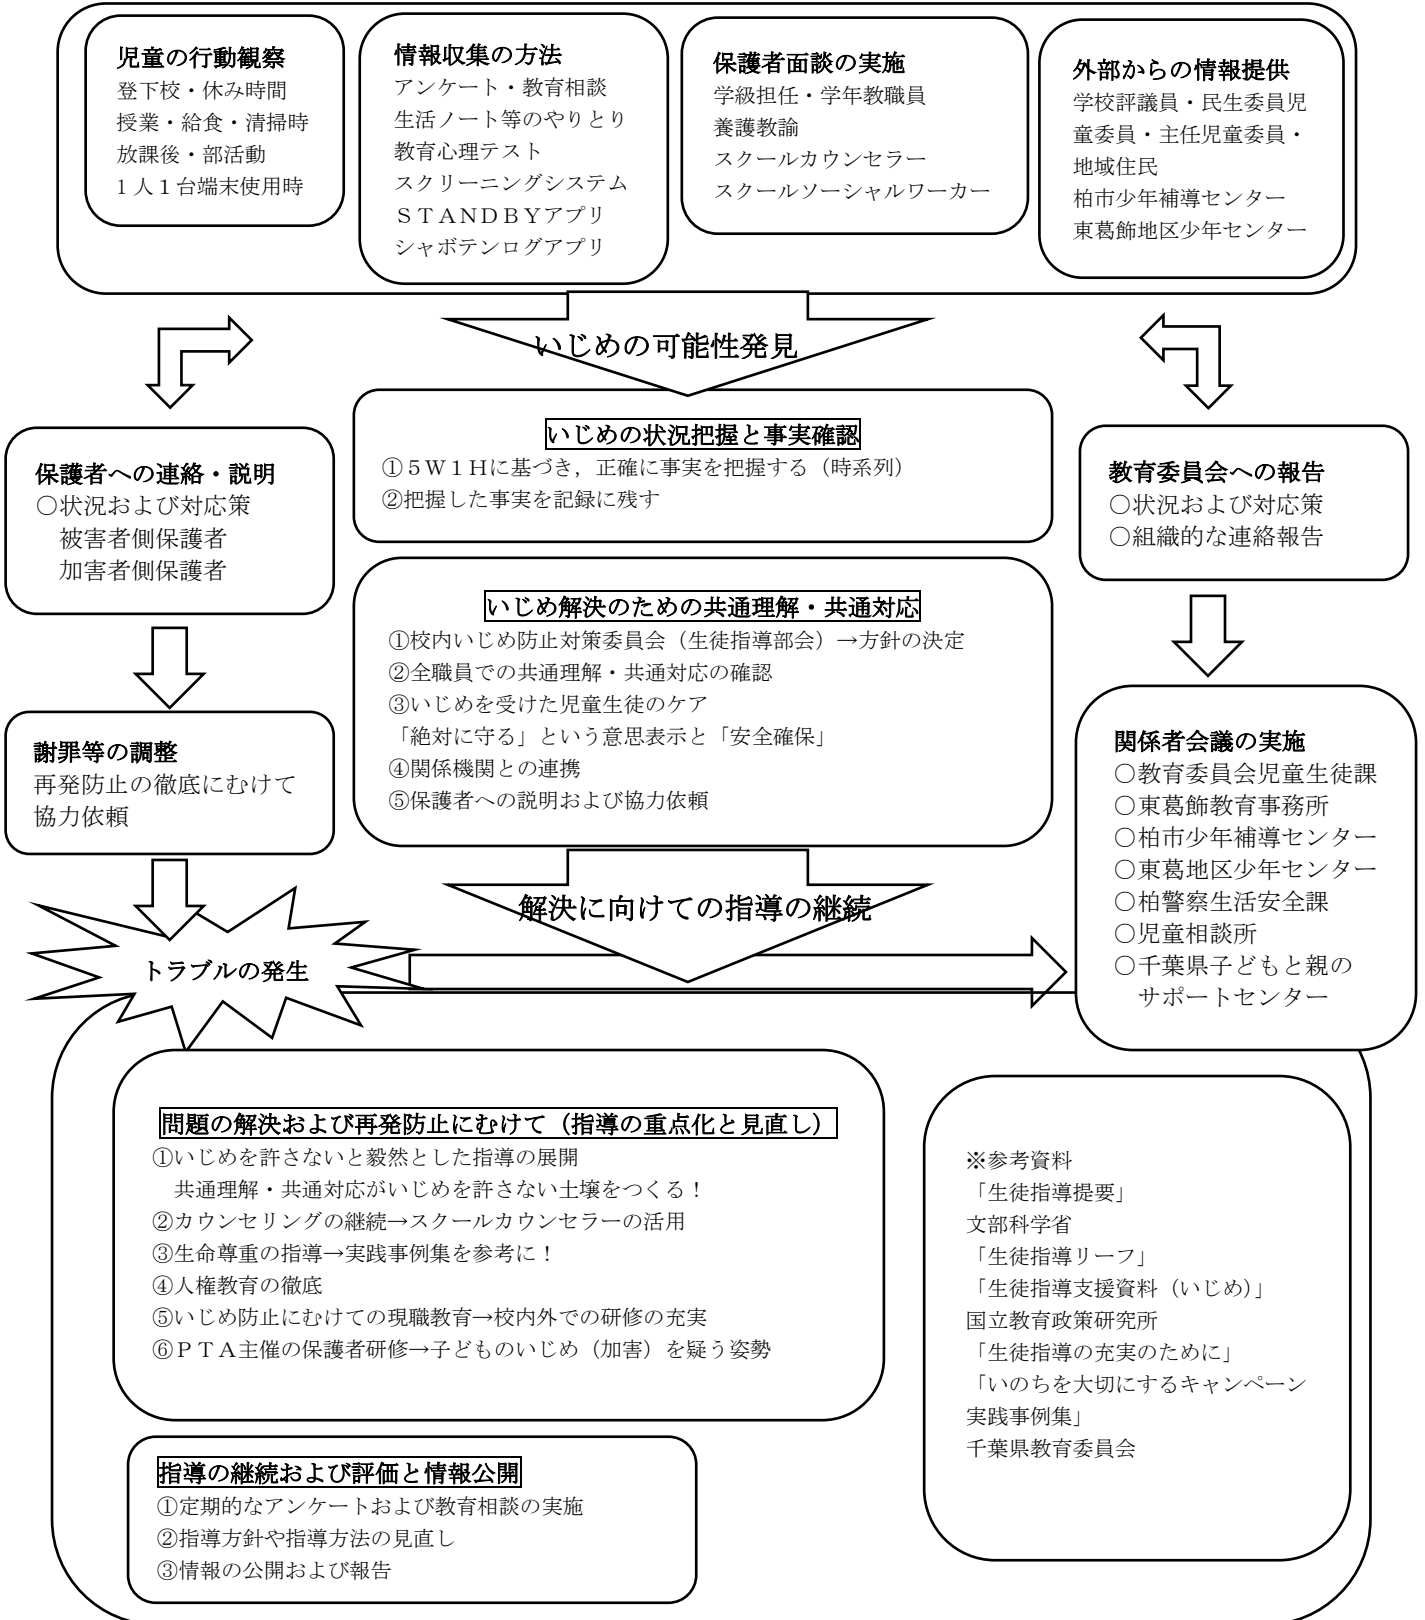 児童の行動観察
登下校・休み時間
授業・給食・清掃時
放課後・部活動
1人1台端末使用時
情報収集の方法
アンケート・教育相談
生活ノート等のやりとり
教育心理テスト
スクリーニングシステム
ＳＴＡＮＤＢＹアプリ
シャボテンログアプリ
保護者面談の実施
学級担任・学年教職員
養護教諭
スクールカウンセラー
スクールソーシャルワーカー
外部からの情報提供
学校評議員・民生委員児
童委員・主任児童委員・
地域住民
柏市少年補導センター
東葛飾地区少年センター
いじめの可能性発見
いじめの状況把握と事実確認
①５Ｗ１Ｈに基づき，正確に事実を把握する（時系列）
②把握した事実を記録に残す
保護者への連絡・説明
○状況および対応策
被害者側保護者
加害者側保護者
教育委員会への報告
○状況および対応策
○組織的な連絡報告
いじめ解決のための共通理解・共通対応
①校内いじめ防止対策委員会（生徒指導部会）→方針の決定
②全職員での共通理解・共通対応の確認
③いじめを受けた児童生徒のケア
「絶対に守る」という意思表示と「安全確保」
④関係機関との連携
⑤保護者への説明および協力依頼
謝罪等の調整
再発防止の徹底にむけて
協力依頼
関係者会議の実施
○教育委員会児童生徒課
○東葛飾教育事務所
○柏市少年補導センター
○東葛地区少年センター
○柏警察生活安全課
○児童相談所
○千葉県子どもと親の
サポートセンター
解決に向けての指導の継続
トラブルの発生
問題の解決および再発防止にむけて（指導の重点化と見直し）
①いじめを許さないと毅然とした指導の展開
共通理解・共通対応がいじめを許さない土壌をつくる！
②カウンセリングの継続→スクールカウンセラーの活用
③生命尊重の指導→実践事例集を参考に！
④人権教育の徹底
⑤いじめ防止にむけての現職教育→校内外での研修の充実
⑥ＰＴＡ主催の保護者研修→子どものいじめ（加害）を疑う姿勢
※参考資料
「生徒指導提要」
文部科学省
「生徒指導リーフ」
「生徒指導支援資料（いじめ）」
国立教育政策研究所
「生徒指導の充実のために」
「いのちを大切にするキャンペーン
実践事例集」
千葉県教育委員会
指導の継続および評価と情報公開
①定期的なアンケートおよび教育相談の実施
②指導方針や指導方法の見直し
③情報の公開および報告